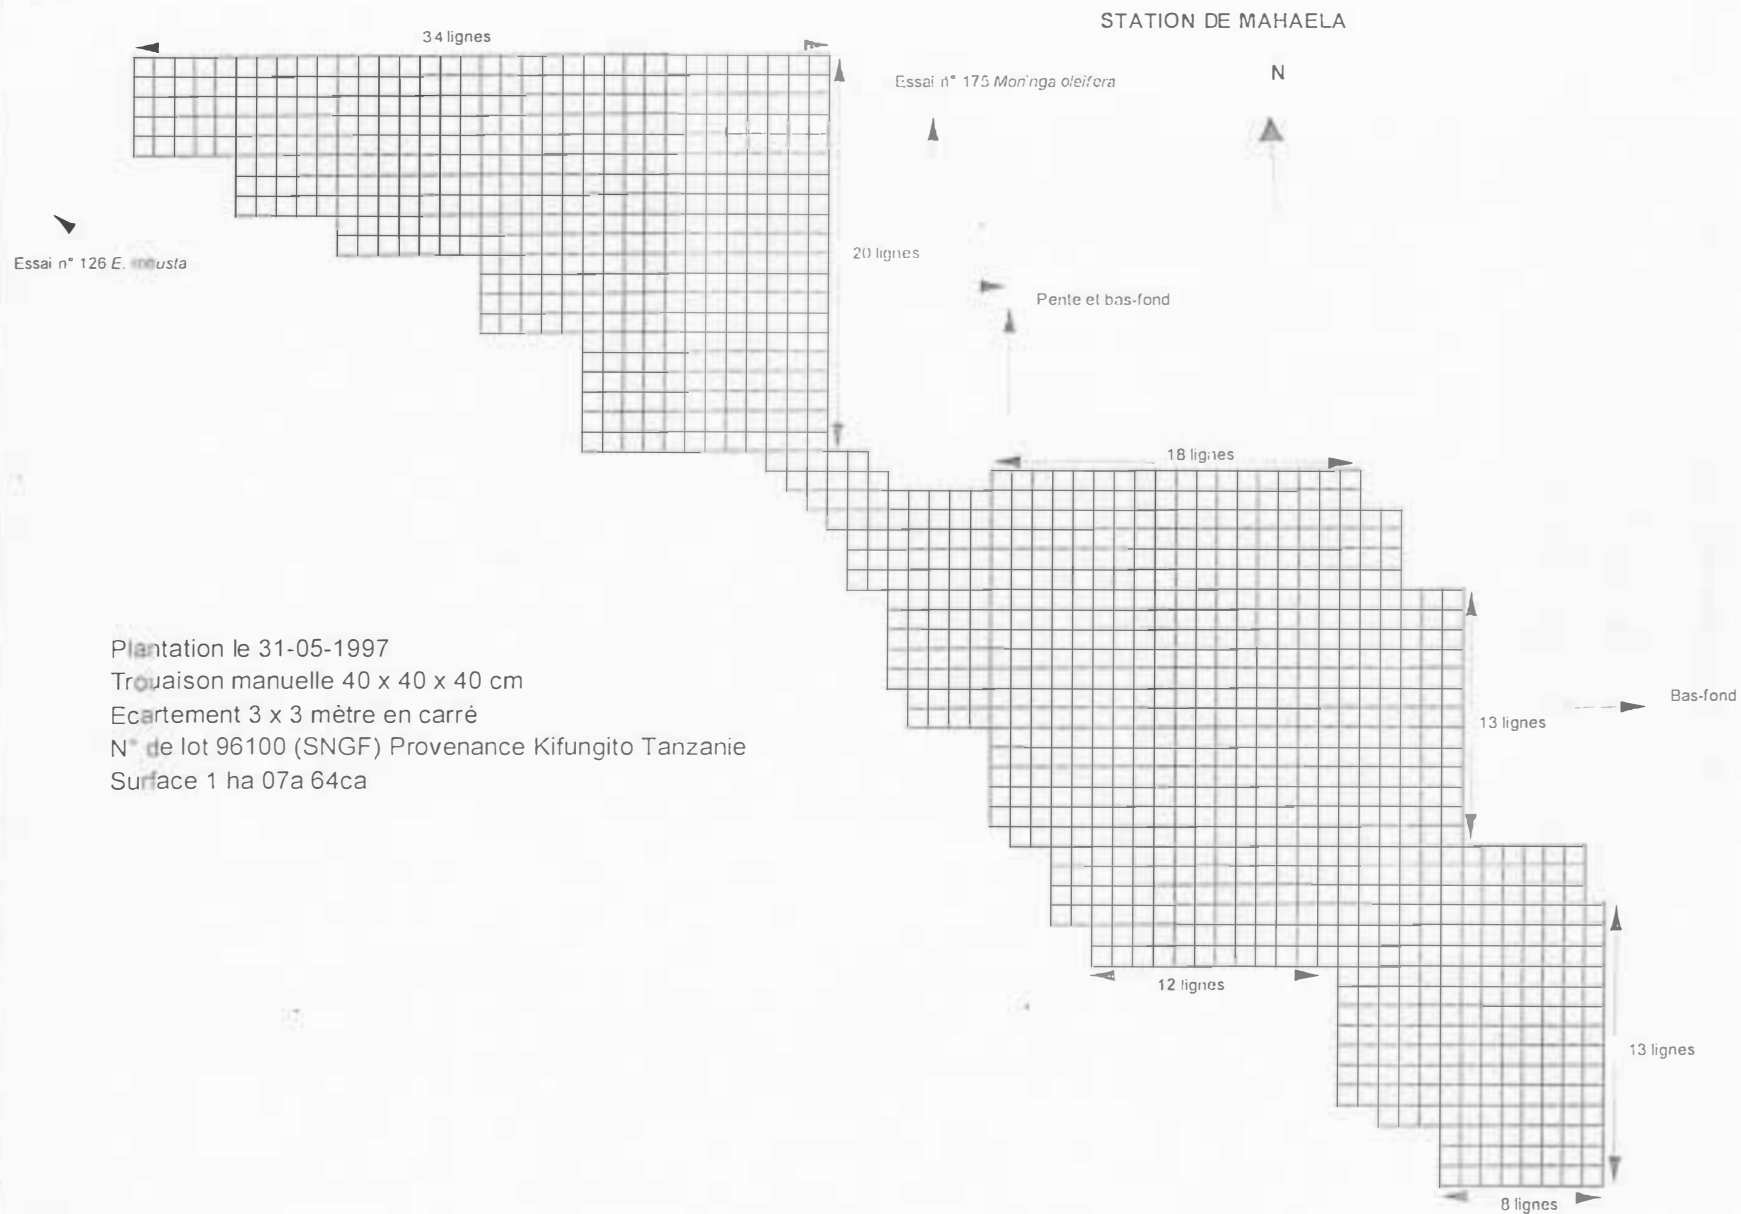 STATION DE MAHAELA
34 lignes
Essai n° 175 Moringa oleifera
N
20 lignes
Essai n° 126 E.
Pente et bas-fond
18 lignes
Plantation le 31-05-1997
Trouaison manuelle 40 x 40 x 40 cm
Ecartement 3 x 3 mètre en carré
N° de lot 96100 (SNGF) Provenance Kifungito Tanzanie
Surface 1 ha 07a 64ca
Bas-fond
13 lignes
12 lignes
13 lignes
8 lignes